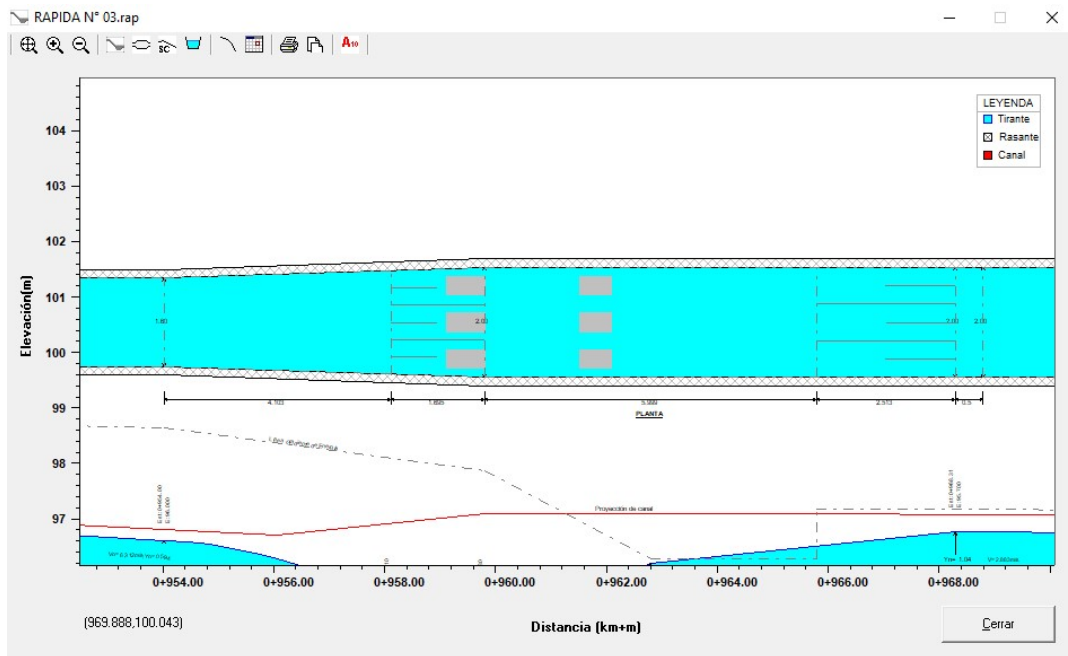 RAPIDA N° 03.rap
SC
A10
LEYENDA
Tirante
Rasante
Canal
Elevación(m)
104
103
102
101
100
99
98
97
1.60
2.00
2.00
2.00
4.103
1.695
5.999
2.513
0.5
PLANTA
Proyección de canal
0+954.00
0+956.00
0+958.00
0+960.00
0+962.00
0+964.00
0+966.00
0+968.00
(969.888,100.043)
Distancia (km+m)
Cerrar